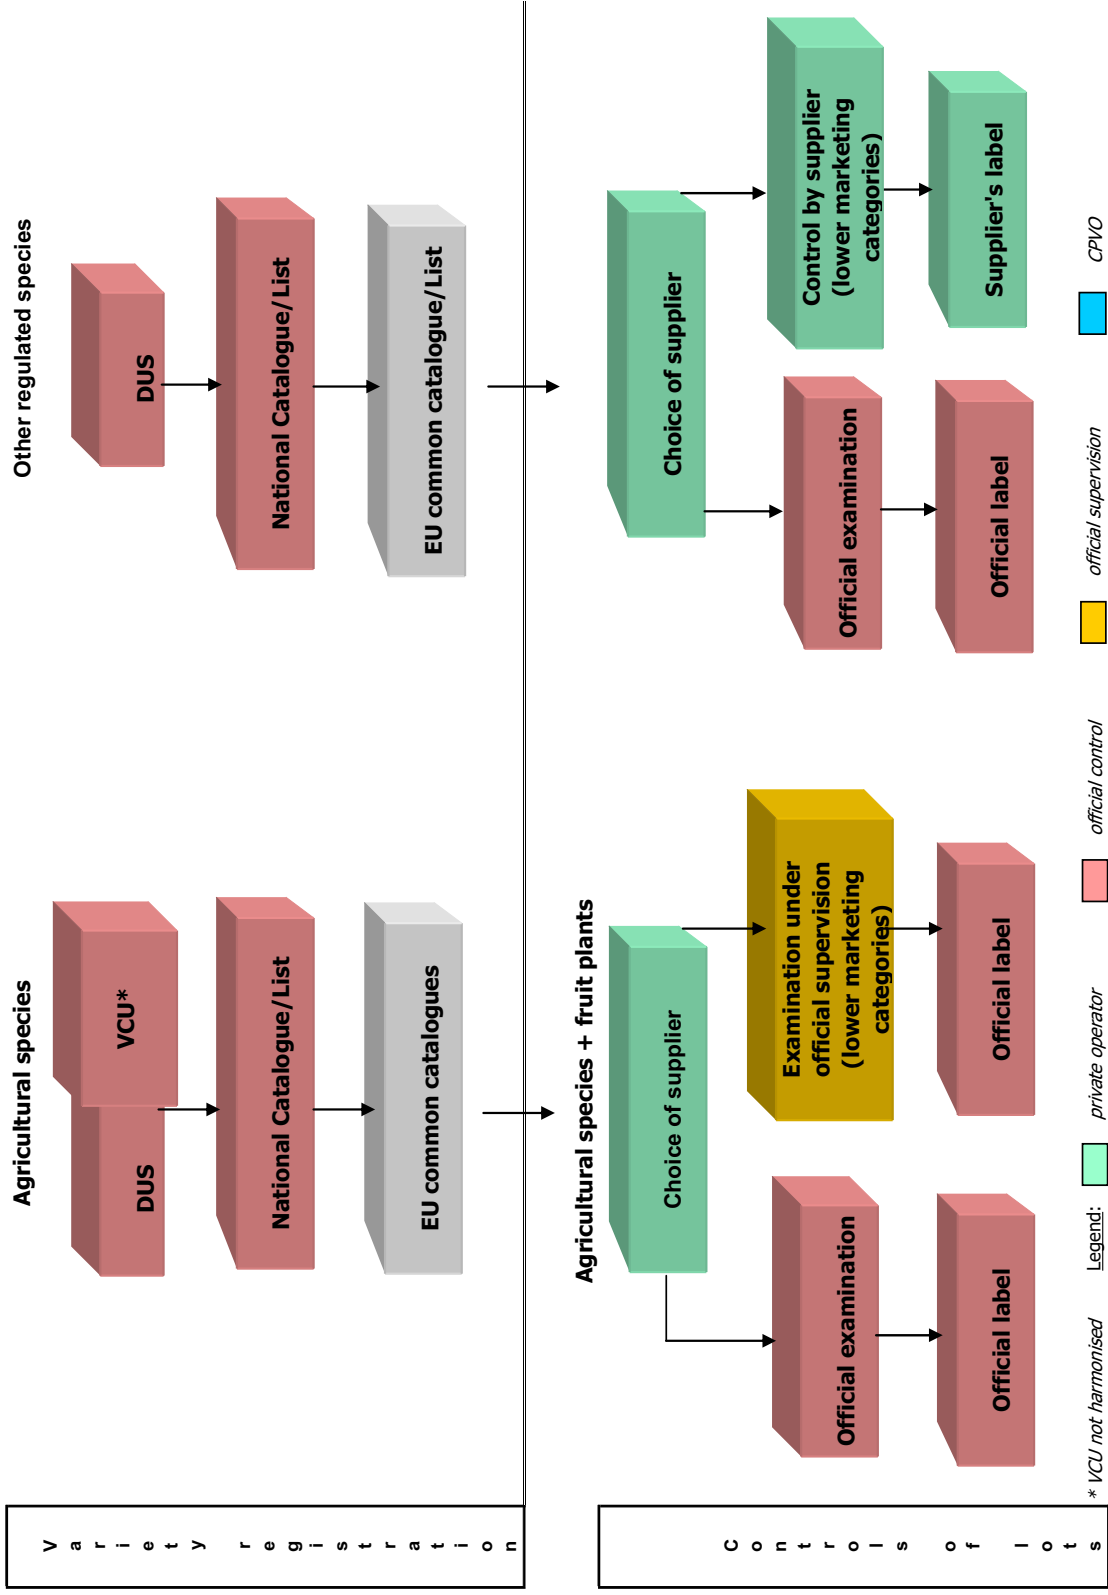 Variety registration
Agricultural species
DUS
VCU*
National Catalogue/List
EU common catalogues
Other regulated species
DUS
National Catalogue/List
EU common catalogue/List
Controls of lots
Agricultural species + fruit plants
Choice of supplier
Official examination
Official label
Examination under
official supervision
(lower marketing
categories)
Official label
Choice of supplier
Official examination
Official label
Control by supplier
(lower marketing
categories)
Supplier's label
* VCU not harmonised
Legend:
private operator
official control
official supervision
CPVO